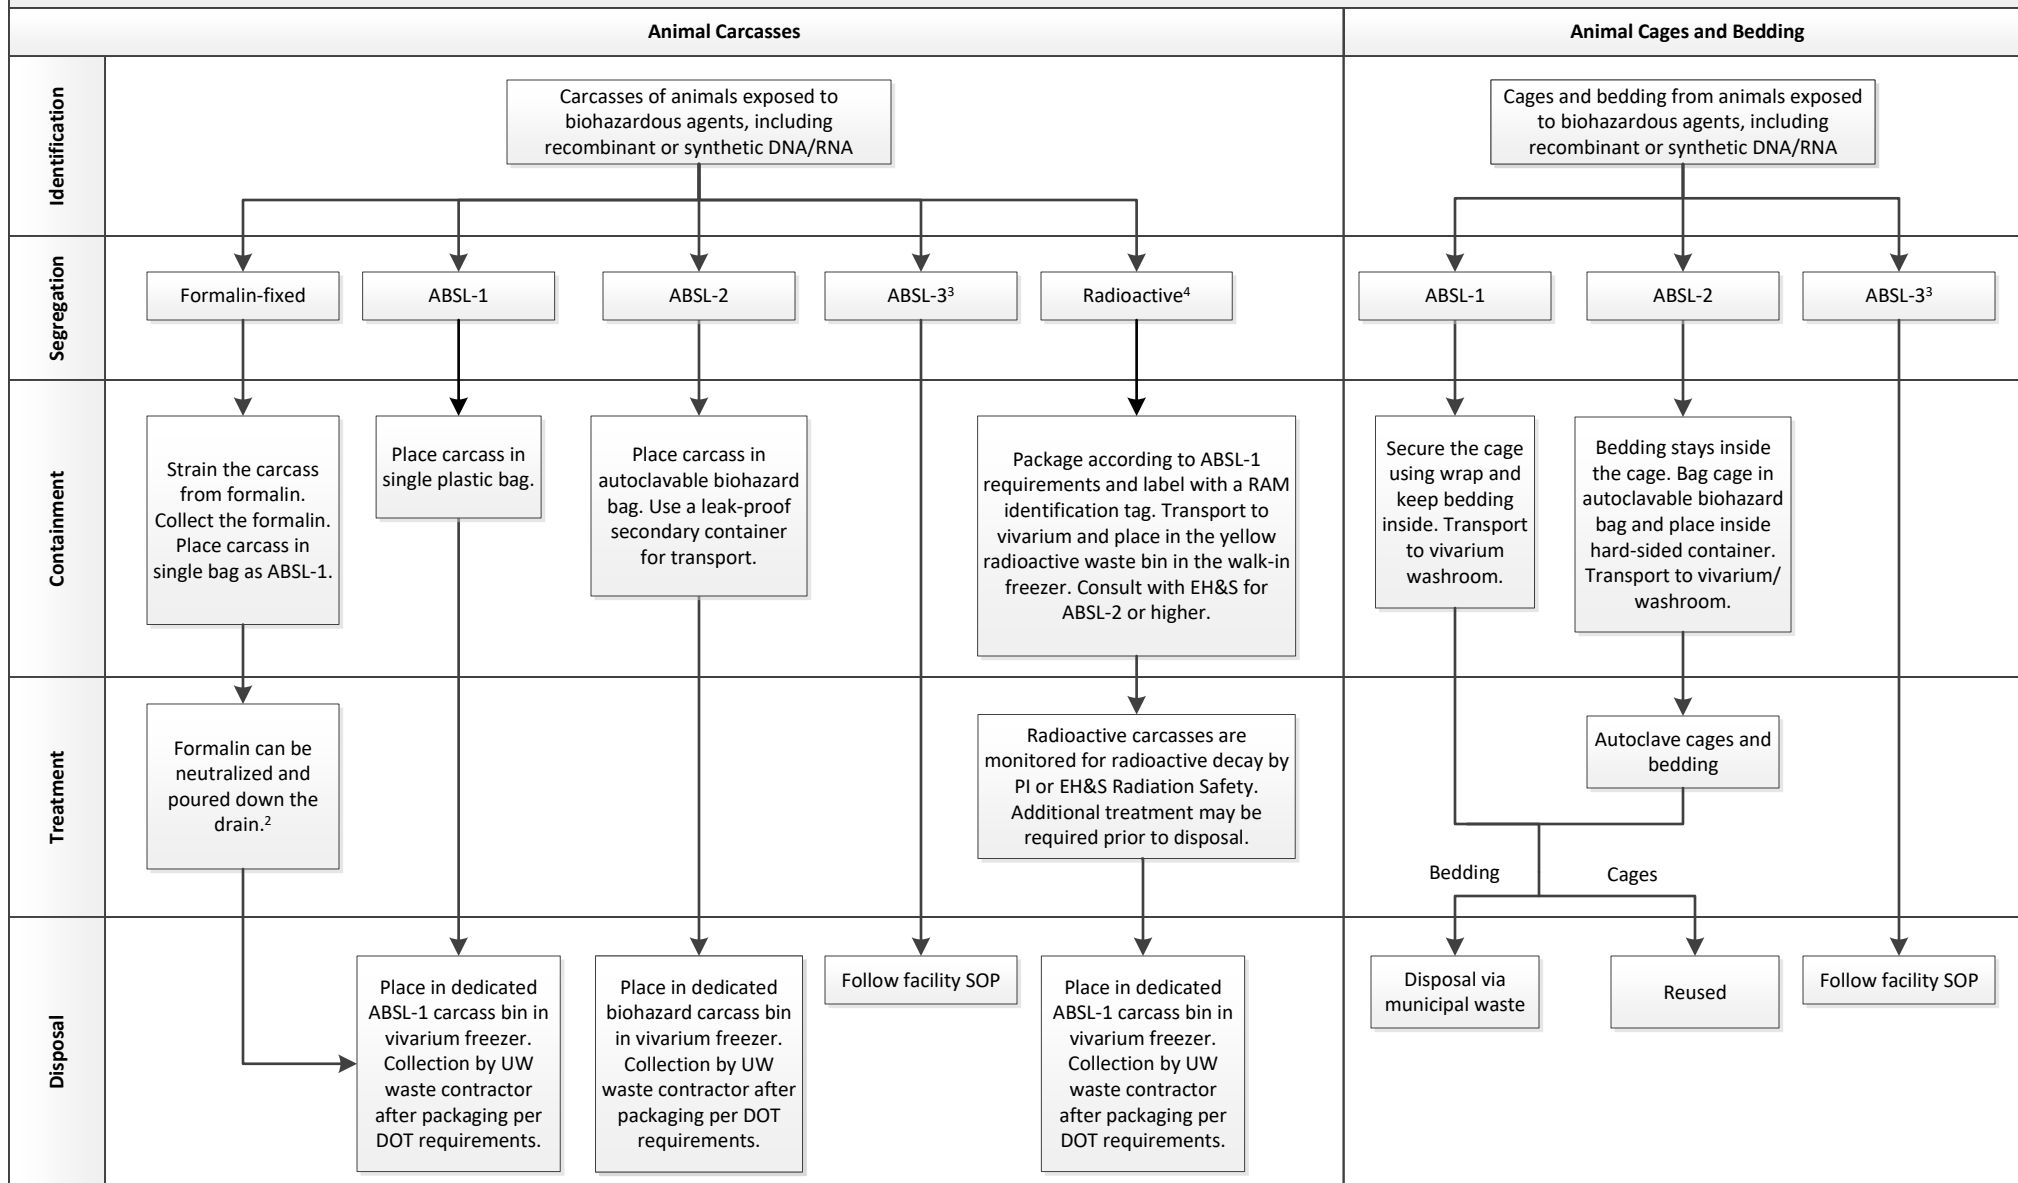 Animal Carcasses
Animal Cages and Bedding
Identification
Carcasses of animals exposed to
biohazardous agents, including
recombinant or synthetic DNA/RNA
Cages and bedding from animals exposed
to biohazardous agents, including
recombinant or synthetic DNA/RNA
Segregation
Formalin-fixed
ABSL-1
ABSL-2
ABSL-3³
Radioactive⁴
ABSL-1
ABSL-2
ABSL-3³
Containment
Strain the carcass
from formalin.
Collect the formalin.
Place carcass in
single bag as ABSL-1.
Place carcass in
single plastic bag.
Place carcass in
autoclavable biohazard
bag. Use a leak-proof
secondary container
for transport.
Package according to ABSL-1
requirements and label with a RAM
identification tag. Transport to
vivarium and place in the yellow
radioactive waste bin in the walk-in
freezer. Consult with EH&S for
ABSL-2 or higher.
Secure the cage
using wrap and
keep bedding
inside. Transport
to vivarium
washroom.
Bedding stays inside
the cage. Bag cage in
autoclavable biohazard
bag and place inside
hard-sided container.
Transport to vivarium/
washroom.
Treatment
Formalin can be
neutralized and
poured down the
drain.²
Radioactive carcasses are
monitored for radioactive decay by
PI or EH&S Radiation Safety.
Additional treatment may be
required prior to disposal.
Autoclave cages and
bedding
Bedding
Cages
Disposal
Place in dedicated
ABSL-1 carcass bin in
vivarium freezer.
Collection by UW
waste contractor
after packaging per
DOT requirements.
Place in dedicated
biohazard carcass bin
in vivarium freezer.
Collection by UW
waste contractor after
packaging per DOT
requirements.
Follow facility SOP
Place in dedicated
ABSL-1 carcass bin in
vivarium freezer.
Collection by UW
waste contractor
after packaging per
DOT requirements.
Disposal via
municipal waste
Reused
Follow facility SOP